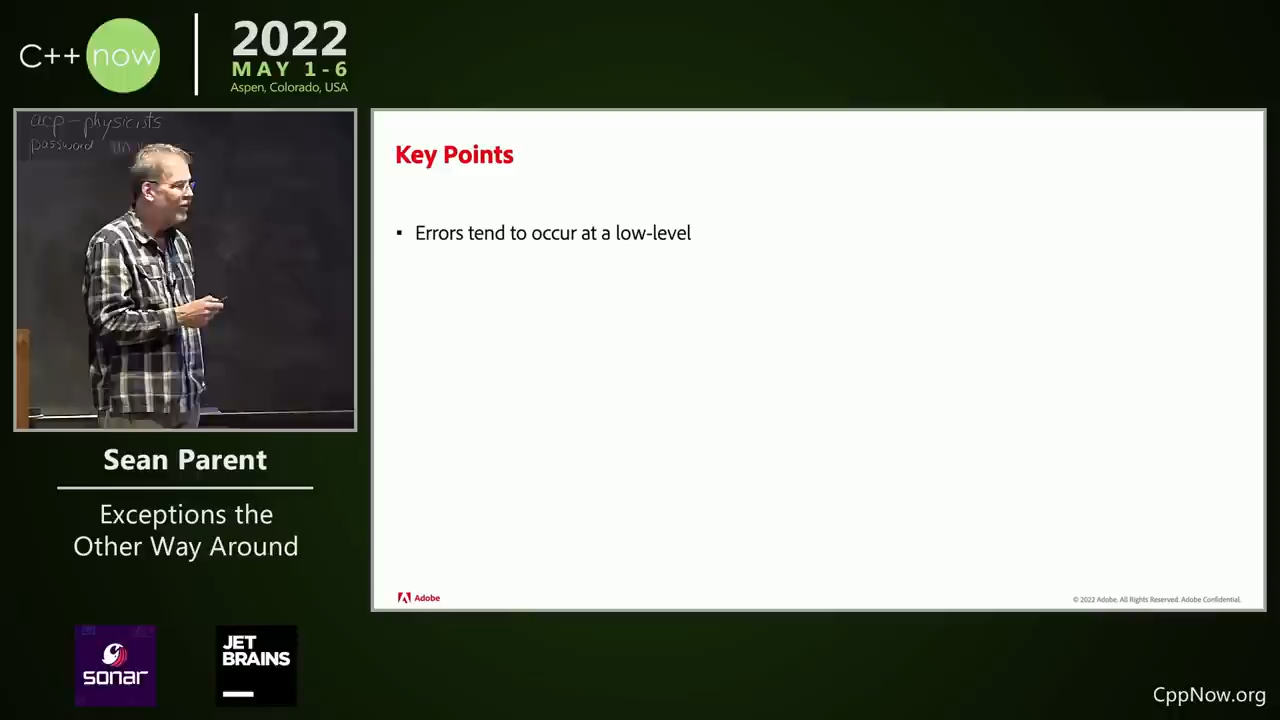 C++ now
2022
MAY 1-6
Aspen, Colorado, USA
acp-physicists
password
Sean Parent
Exceptions the
Other Way Around
sonar
JET
BRAINS
Key Points
▪ Errors tend to occur at a low-level
Adobe
© 2022 Adobe. All Rights Reserved. Adobe Confidential.
CppNow.org